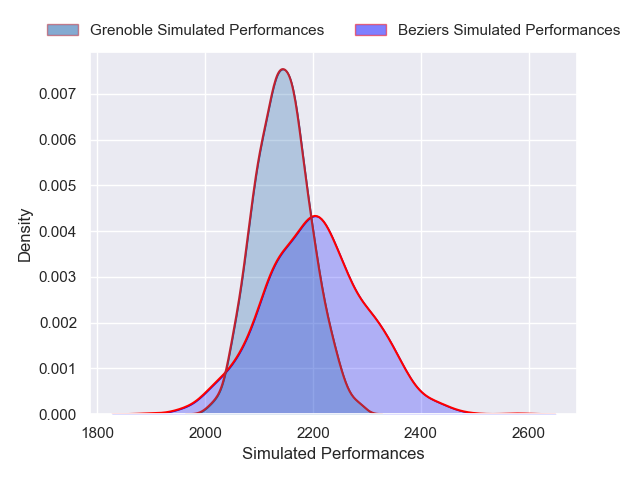 Grenoble Simulated Performances Beziers Simulated Performances
0.007
0.006
0.005
0.004
0.003
0.002
0.001
0.000
Density
1800 2000 2200 2400 2600
Simulated Performances